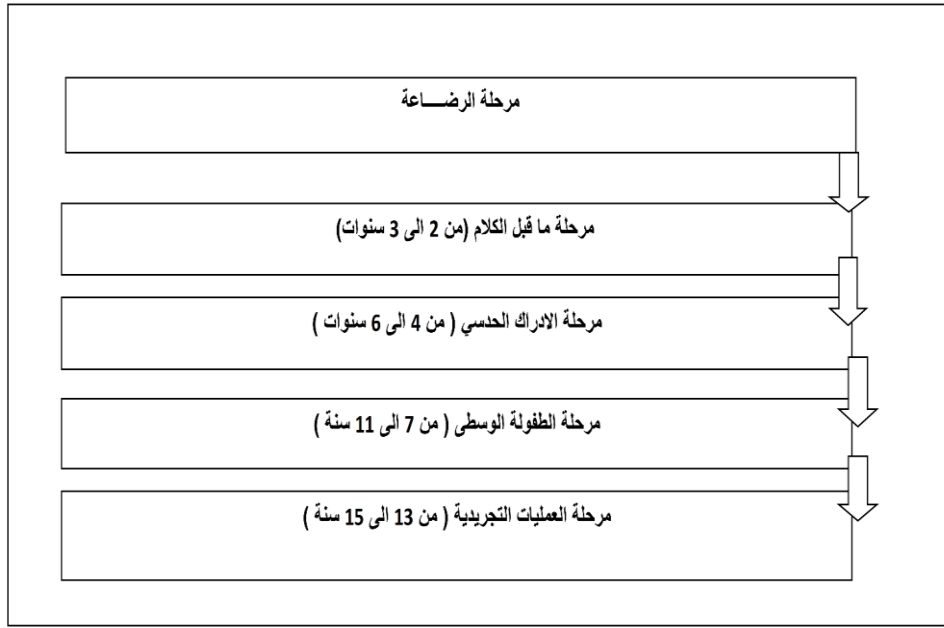 مرحلة الرضـــــاعة
مرحلة ما قبل الكلام (من 2 الى 3 سنوات)
مرحلة الادراك الحدسي ( من 4 الى 6 سنوات )
مرحلة الطفولة الوسطى ( من 7 الى 11 سنة )
مرحلة العمليات التجريدية ( من 13 الى 15 سنة )